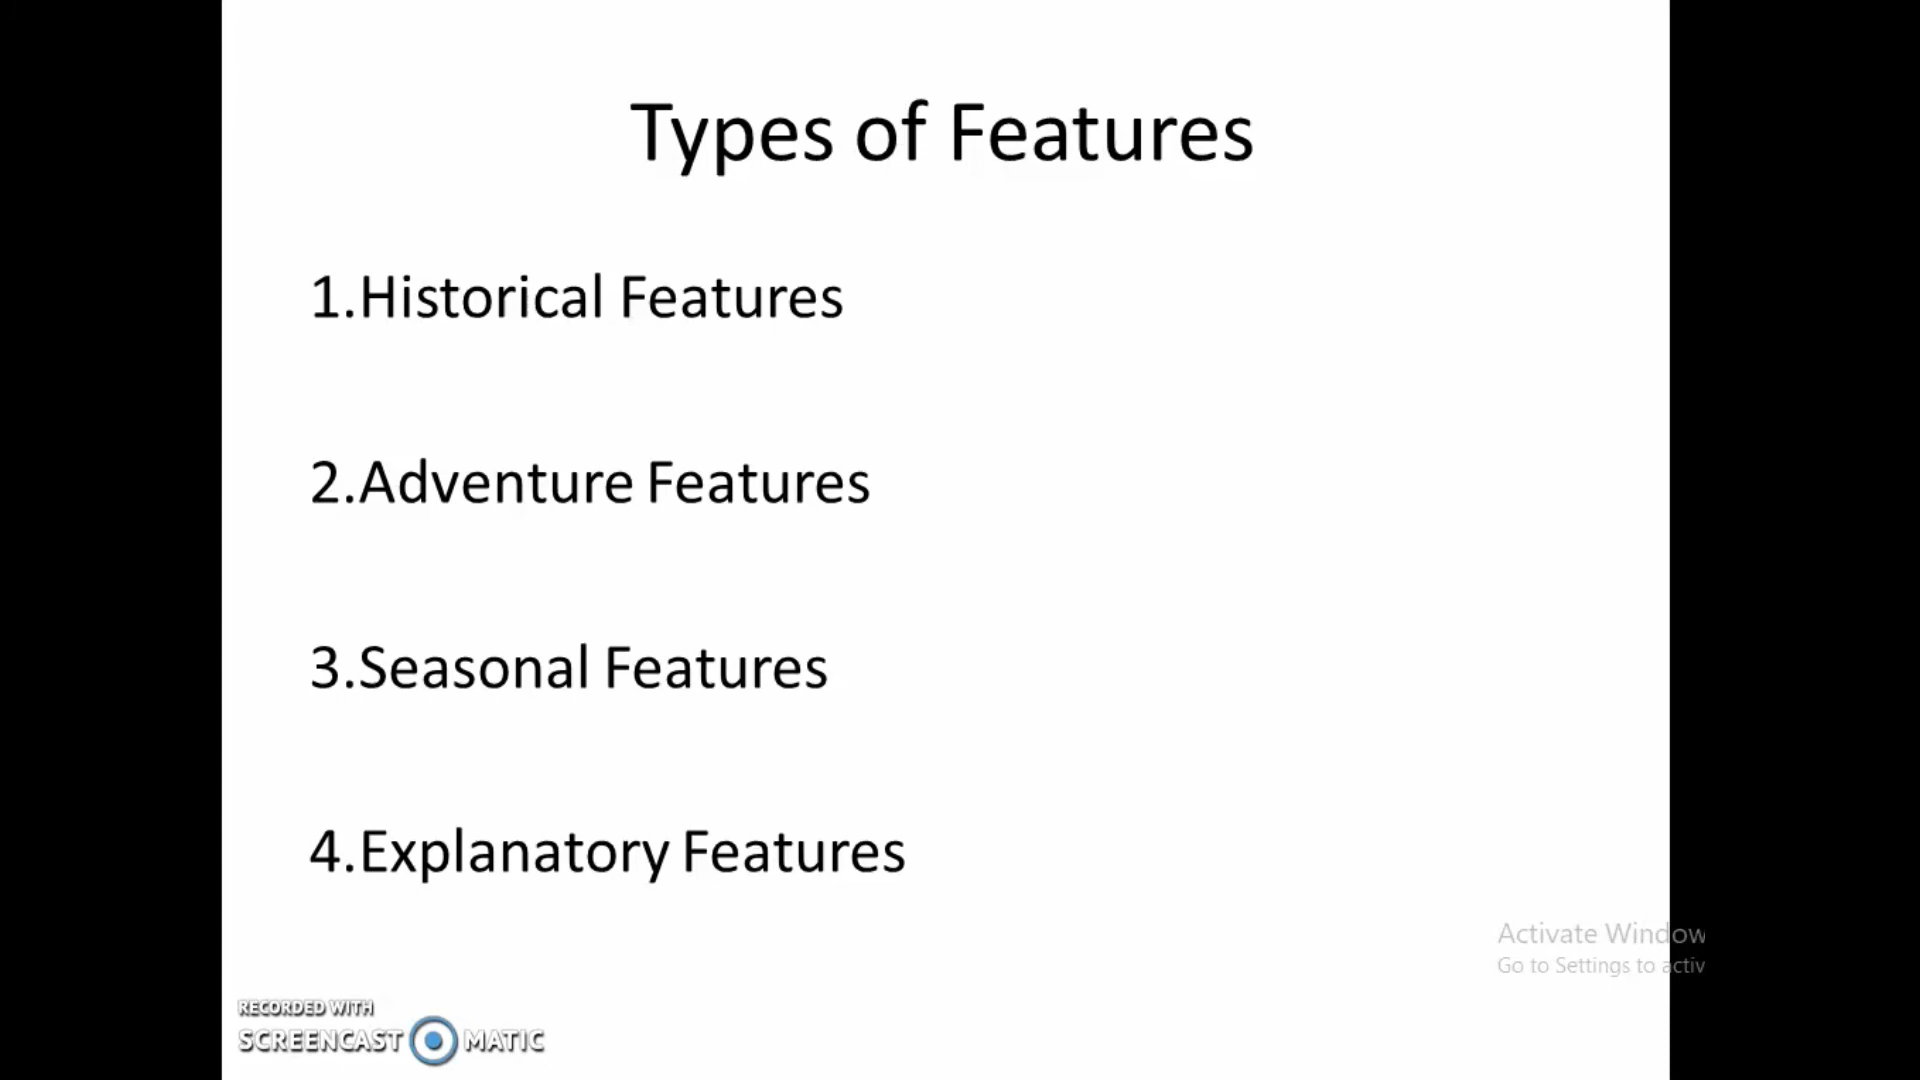 Types of Features
1.Historical Features
2.Adventure Features
3.Seasonal Features
4.Explanatory Features
Activate Window
Go to Settings to activ
RECORDED WITH
SCREENCAST MATIC